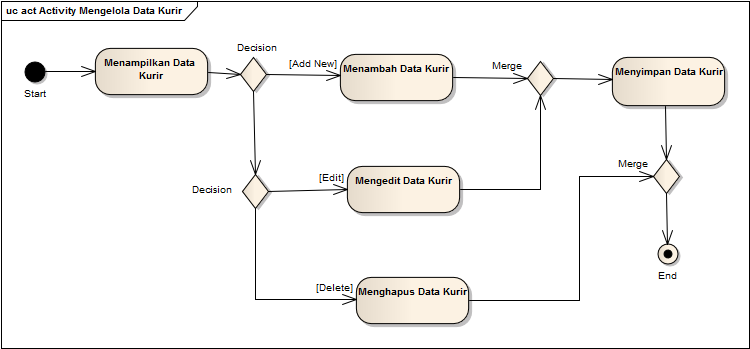 uc act Activity Mengelola Data Kurir
Decision
Menampilkan Data
Kurir
[Add New]
Menambah Data Kurir
Merge
Menyimpan Data Kurir
Start
Merge
Decision
[Edit]
Mengedit Data Kurir
End
[Delete]
Menghapus Data Kurir